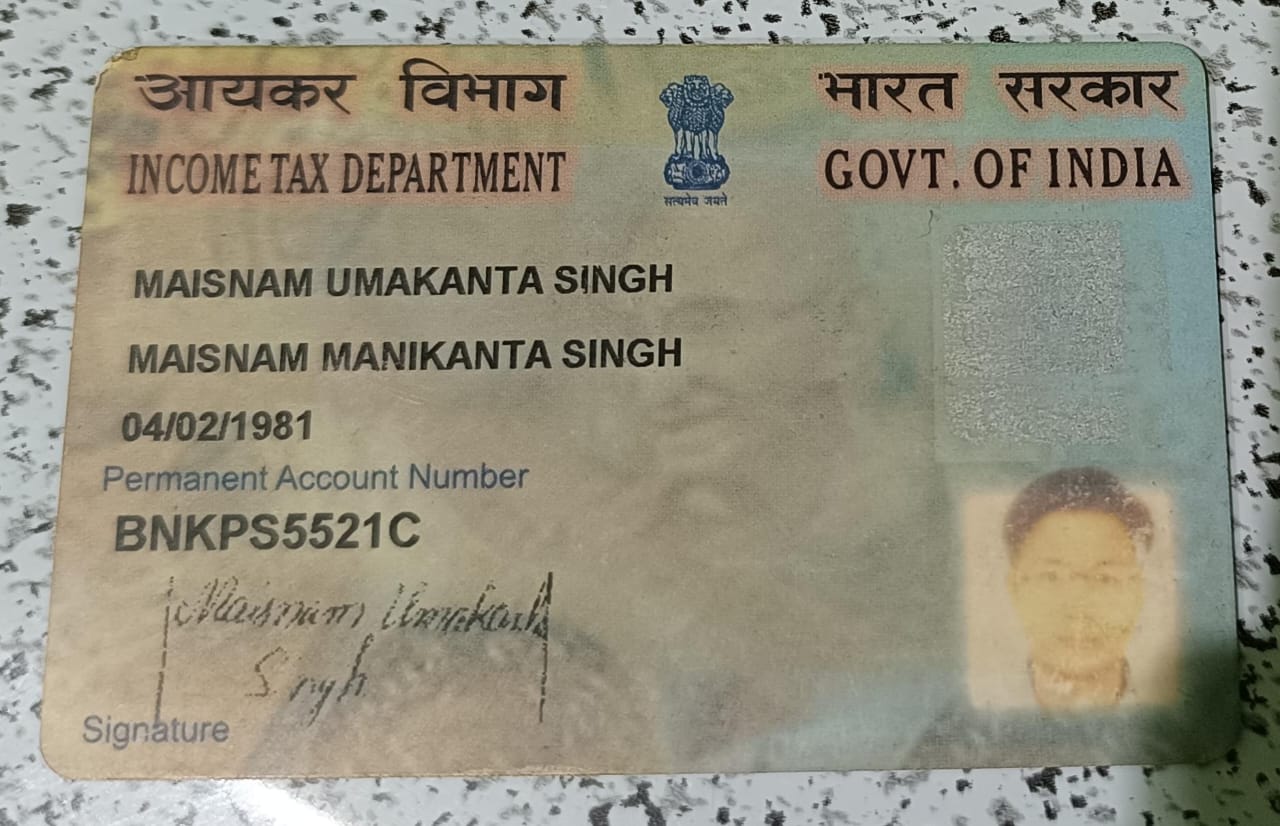 आयकर विभाग
INCOME TAX DEPARTMENT
भारत सरकार
GOVT. OF INDIA
सत्यमेव जयते
MAISNAM UMAKANTA SINGH
MAISNAM MANIKANTA SINGH
04/02/1981
Permanent Account Number
BNKPS5521C
Maisnam Umakanta
Singh
Signature